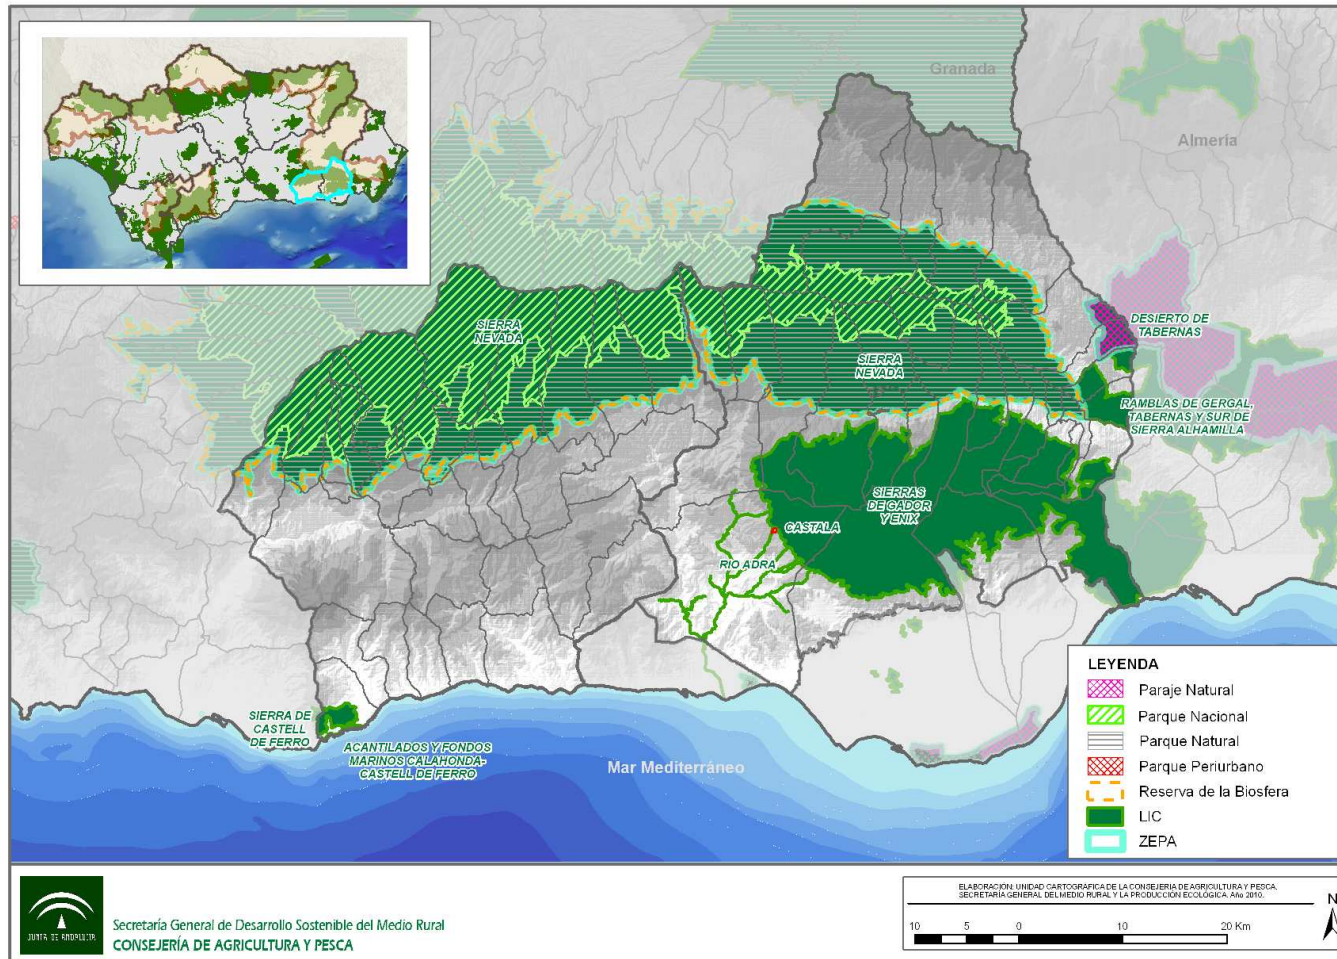 Granada
Almería
SIERRA
NEVADA
SIERRA
NEVADA
DESIERTO DE
TABERNAS
RAMBLAS DE GERGAL,
TABERNAS Y SUR DE
SIERRA ALHAMILLA
SIERRAS
DE GADOR
Y ENIX
CASTALA
RIO ADRA
SIERRA DE
CASTELL
DE FERRO
ACANTILADOS Y FONDOS
MARINOS CALAHONDA-
CASTELL DE FERRO
Mar Mediterráneo
LEYENDA
Paraje Natural
Parque Nacional
Parque Natural
Parque Periurbano
Reserva de la Biosfera
LIC
ZEPA
JUNTA DE ANDALUCIA
Secretaría General de Desarrollo Sostenible del Medio Rural
CONSEJERÍA DE AGRICULTURA Y PESCA
ELABORACIÓN: UNIDAD CARTOGRÁFICA DE LA CONSEJERIA DE AGRICULTURA Y PESCA.
SECRETARÍA GENERAL DEL MEDIO RURAL Y LA PRODUCCIÓN ECOLÓGICA. Año 2010.
10 5 0 10 20 Km
N